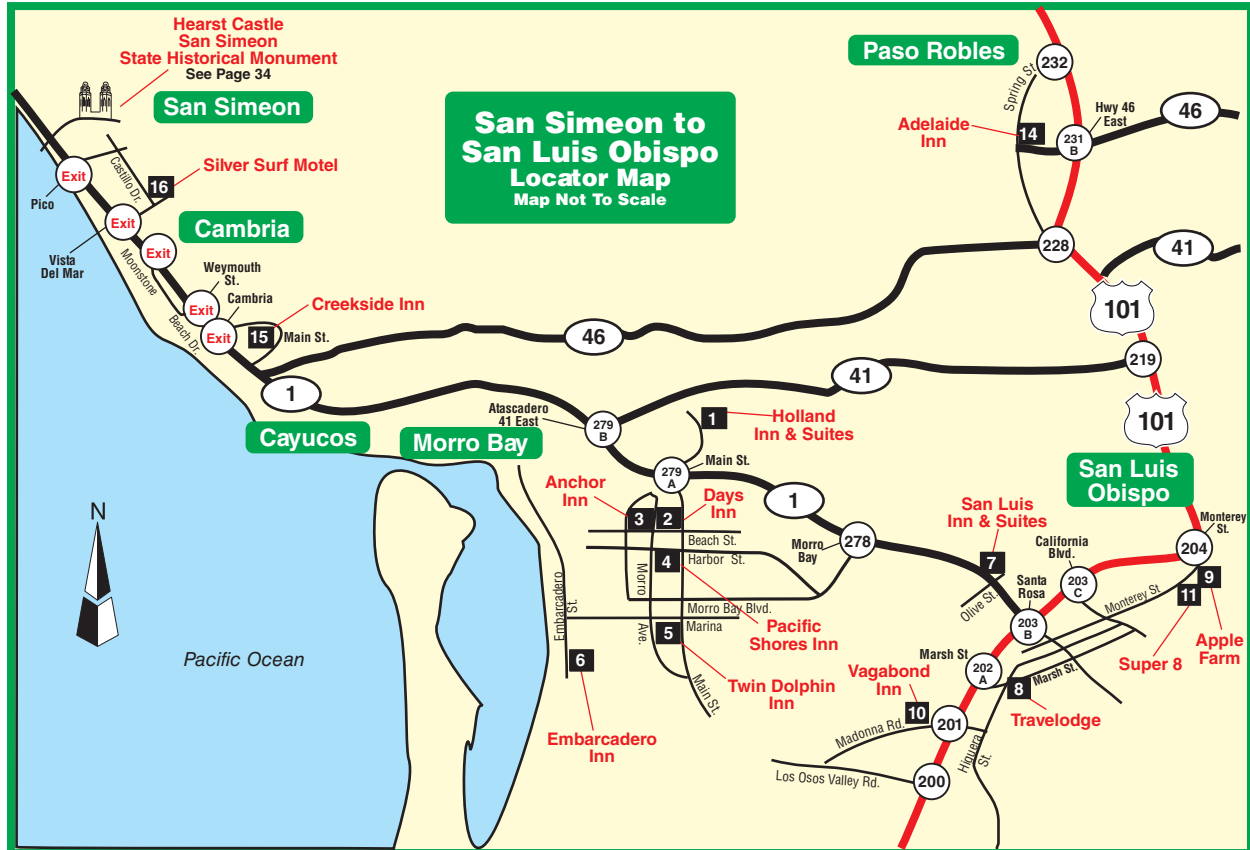 Hearst Castle
San Simeon
State Historical Monument
See Page 34
San Simeon
Silver Surf Motel
16
Castillo Dr.
Exit
Pico
Exit
Vista
Del Mar
Cambria
Exit
Moonstone
Beach Dr.
Weymouth
St.
Exit
Cambria
Exit
Creekside Inn
15
Main St.
San Simeon to
San Luis Obispo
Locator Map
Map Not To Scale
Paso Robles
232
Spring St
Adelaide
Inn
14
231
B
Hwy 46
East
46
228
41
101
46
219
41
101
1
Cayucos
Morro Bay
Atascadero
41 East
279
B
1
Holland
Inn & Suites
279
A
Main St.
1
Anchor
Inn
3
2
Days
Inn
Beach St.
4
Harbor St.
Morro
Ave.
Morro Bay Blvd.
Marina
5
Pacific
Shores Inn
Twin Dolphin
Inn
Main St.
Embarcadero
St.
6
Embarcadero
Inn
Morro
Bay
278
San Luis
Obispo
San Luis
Inn & Suites
7
Olive St.
California
Blvd.
203
C
Santa
Rosa
203
B
Monterey
St.
204
Monterey St
9
11
Apple
Farm
Super 8
Marsh St
202
A
Marsh St.
8
Travelodge
Vagabond
Inn
10
Madonna Rd.
201
Higuera
St.
Los Osos Valley Rd.
200
N
Pacific Ocean